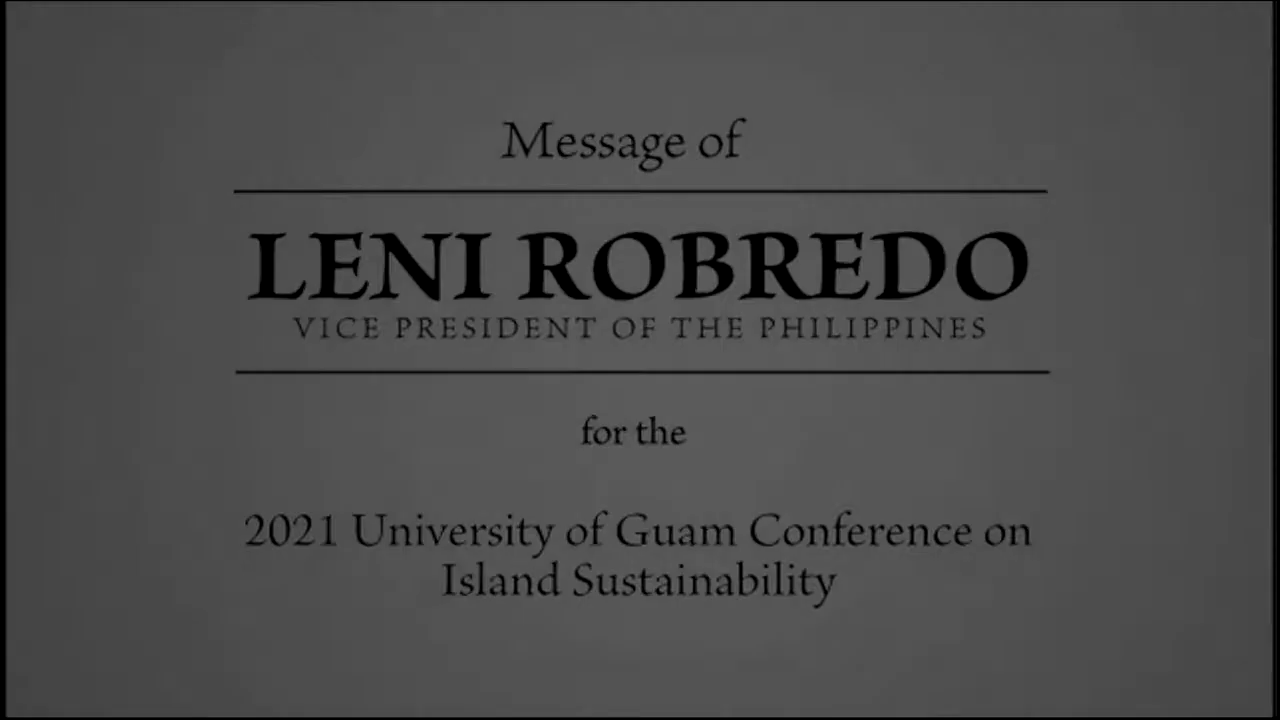 Message of
LENI ROBREDO
VICE PRESIDENT OF THE PHILIPPINES
for the
2021 University of Guam Conference on
Island Sustainability